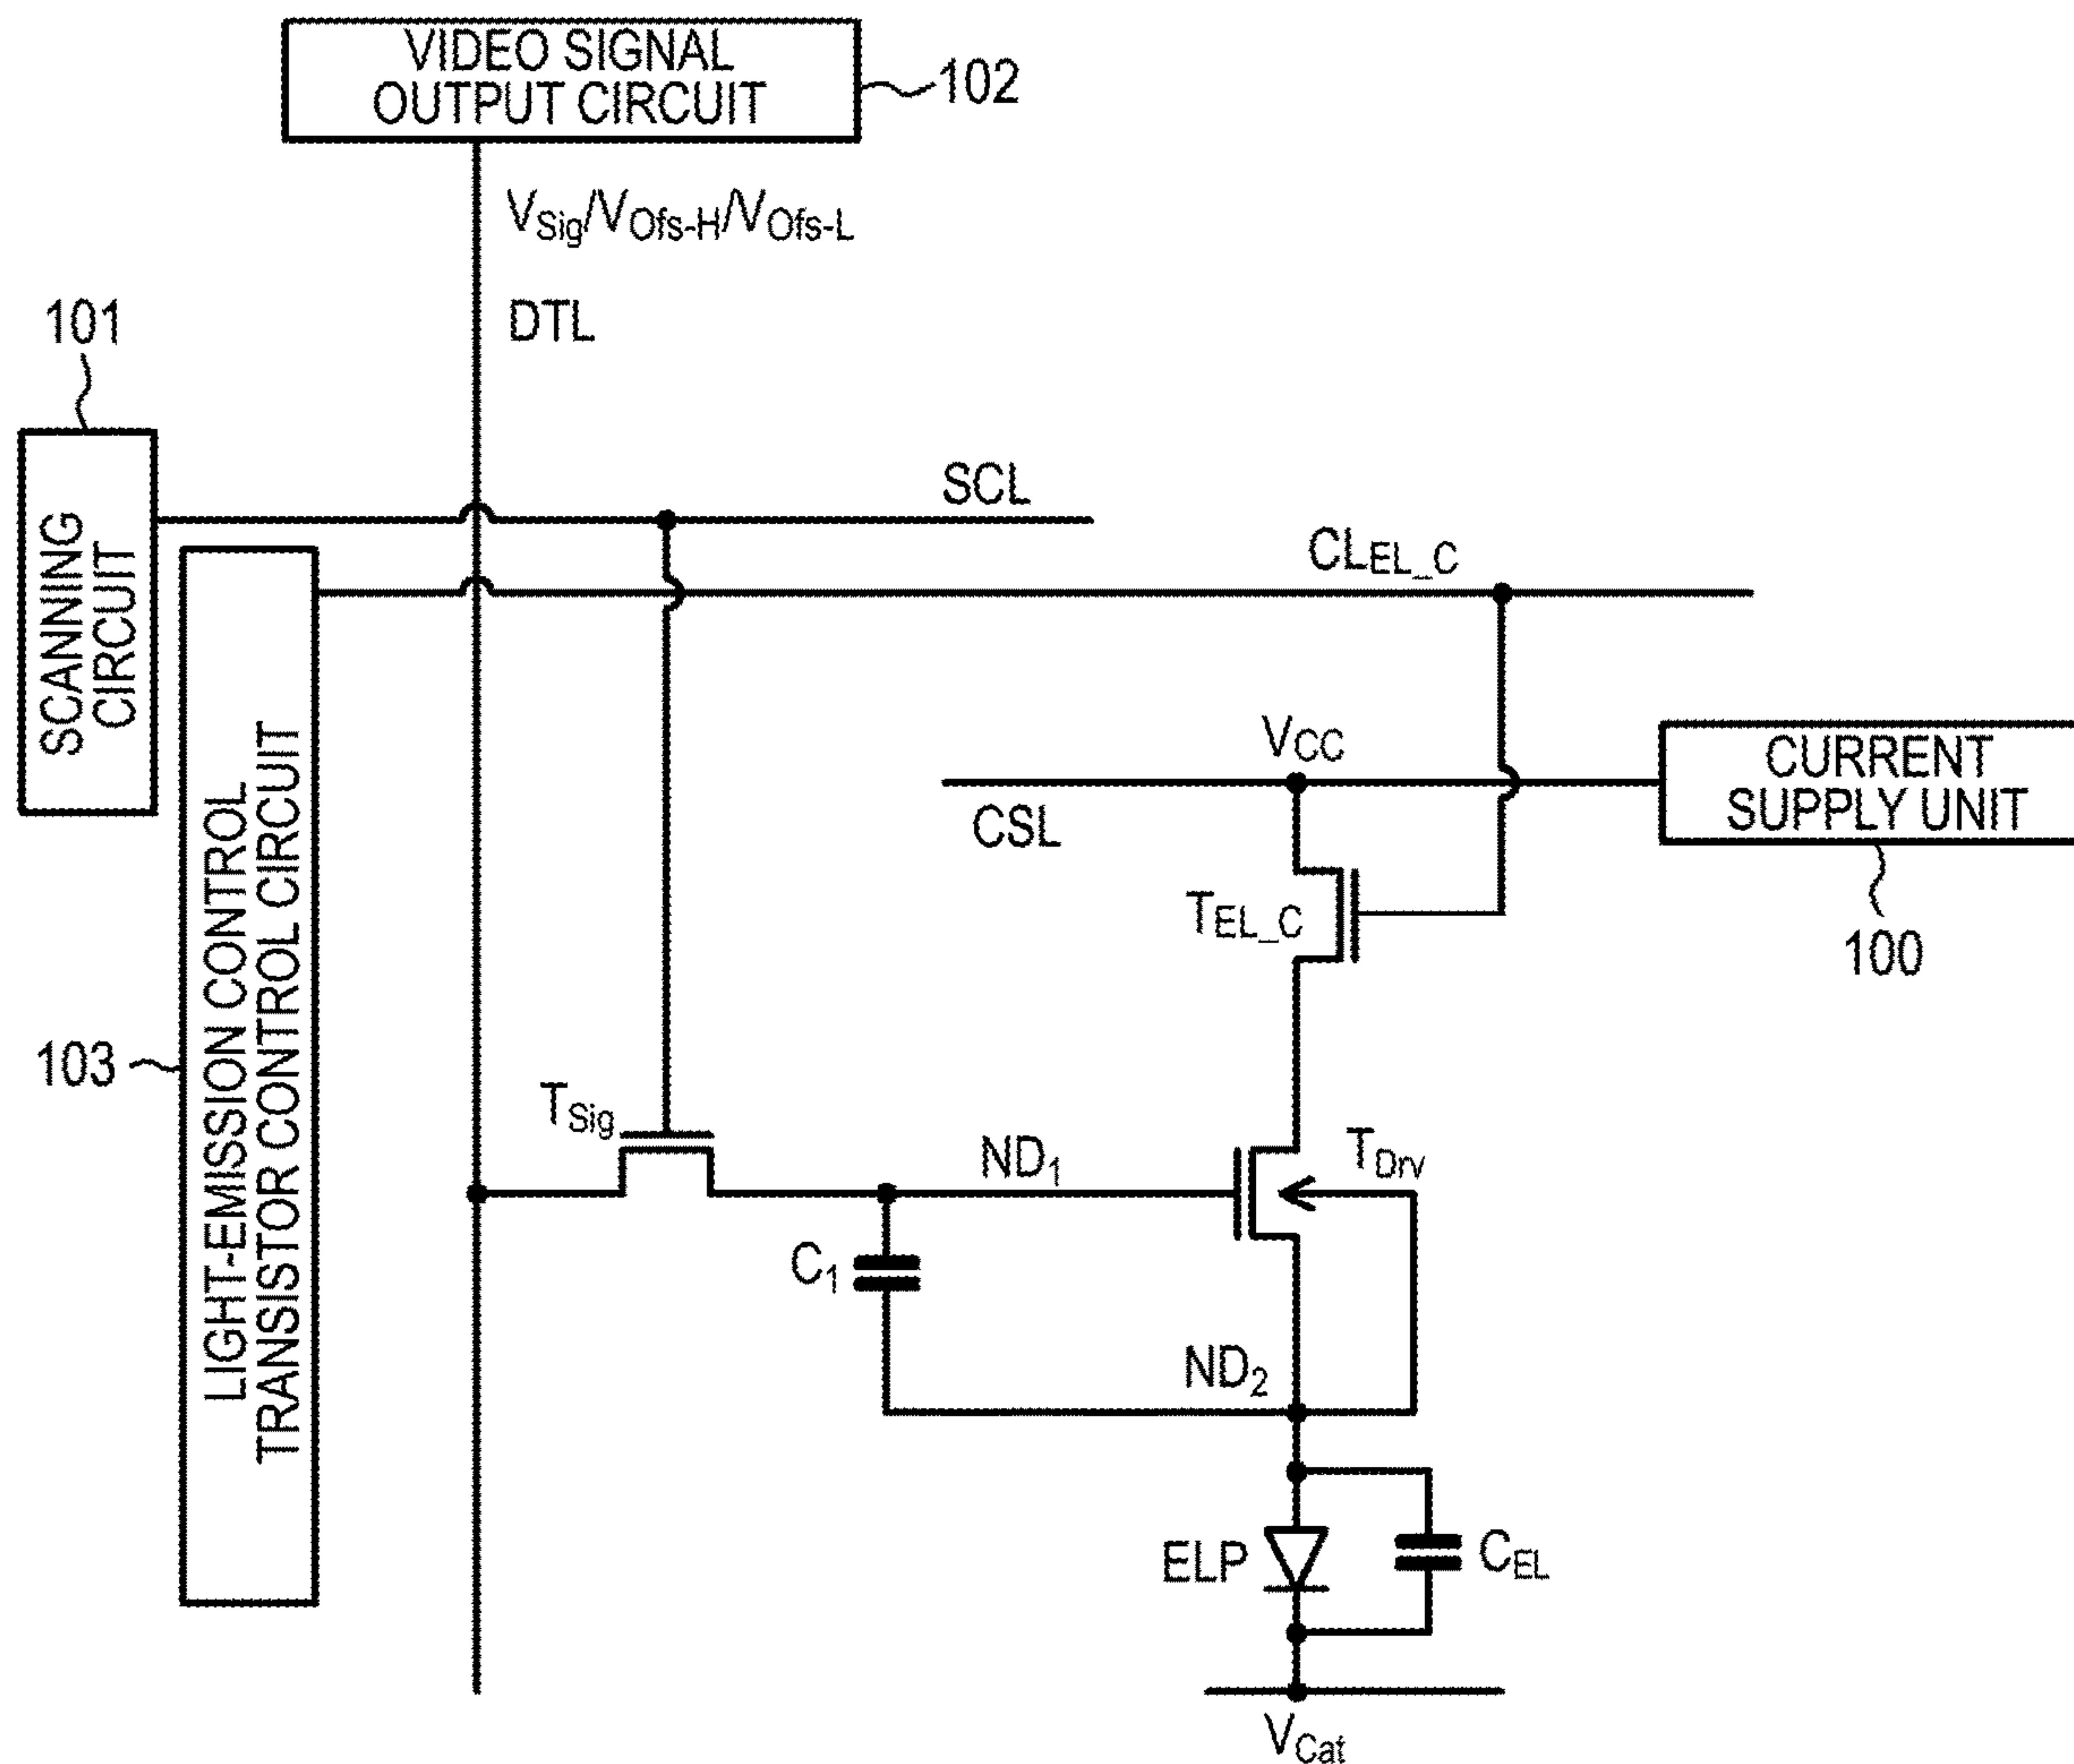 VIDEO SIGNAL
OUTPUT CIRCUIT
102
VSig/VOfs-H/VOfs-L
DTL
101
SCANNING
CIRCUIT
SCL
CLEL_C
LIGHT-EMISSION CONTROL
TRANSISTOR CONTROL CIRCUIT
103
VCC
CSL
CURRENT
SUPPLY UNIT
100
TEL_C
TSig
ND1
TDrv
C1
ND2
ELP
CEL
VCat